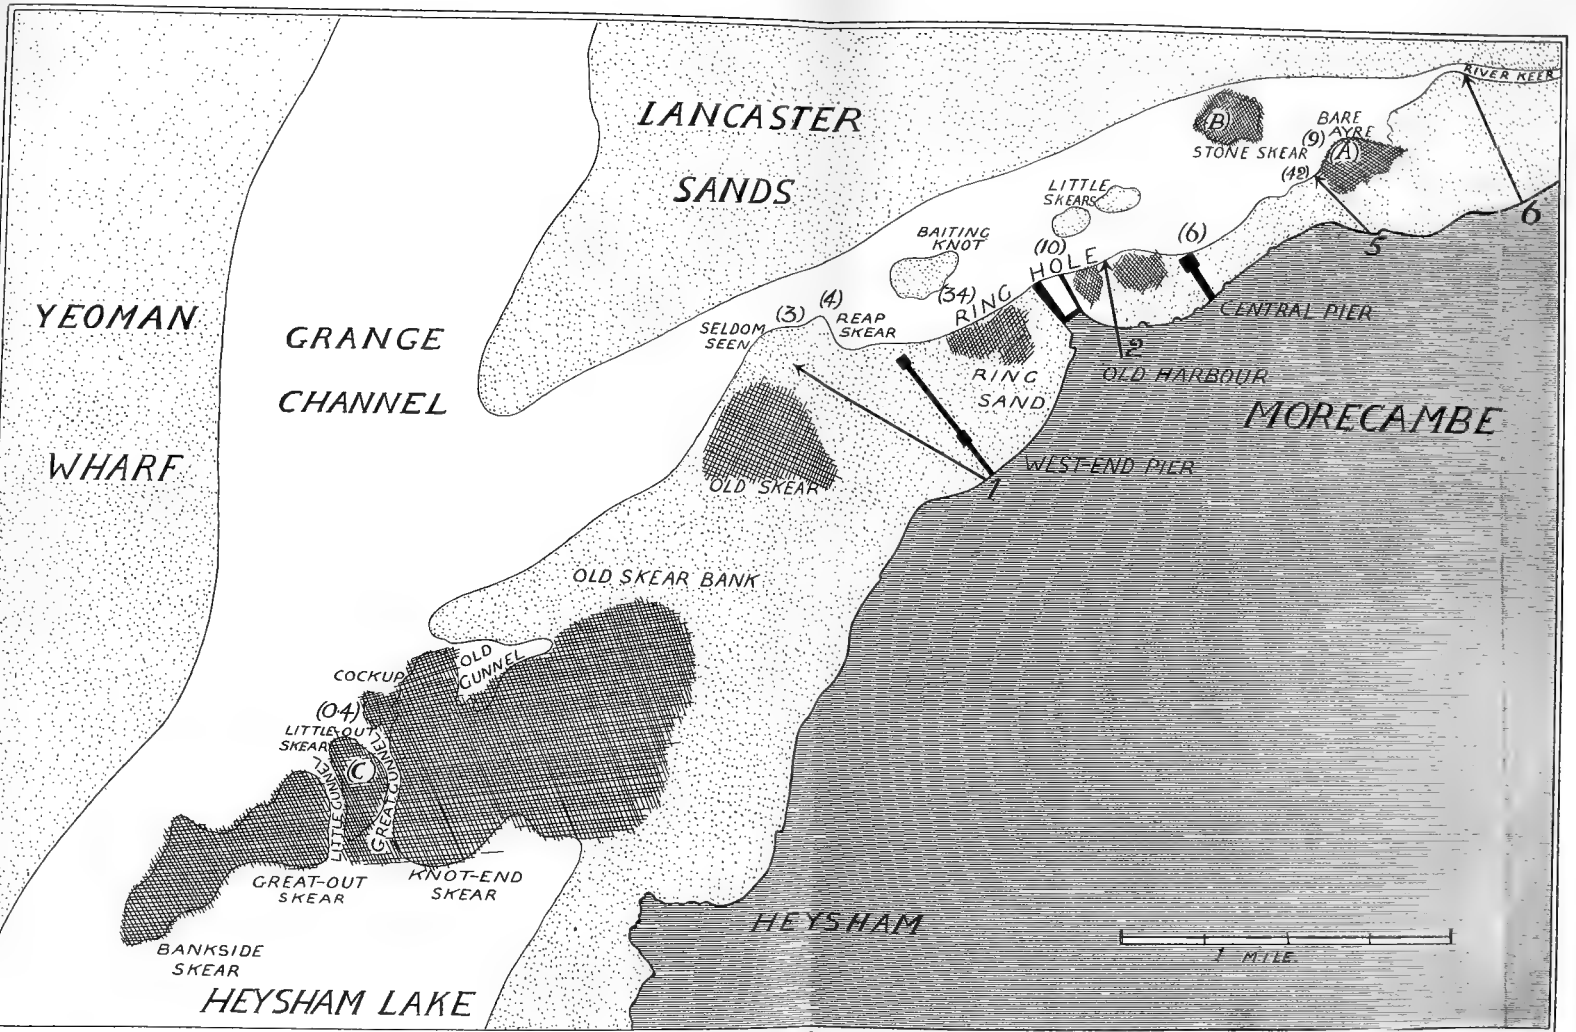 RIVER KEER
LANCASTER
SANDS
B
STONE SKEAR
BARE
AYRE
(9)
(A)
(42)
6
5
LITTLE
SKEARS
BAITING
KNOT
(6)
(10)
HOLE
(34)
RING
CENTRAL PIER
2
OLD HARBOUR
(4)
(3)
REAP
SKEAR
SELDOM
SEEN
RING
SAND
MORECAMBE
YEOMAN
WHARF
GRANGE
CHANNEL
WEST-END PIER
1
OLD SKEAR
OLD SKEAR BANK
OLD
GUNNEL
COCKUP
(04)
LITTLE-OUT
SKEAR
C
LITTLE GUNNEL
GREAT GUNNEL
GREAT-OUT
SKEAR
KNOT-END
SKEAR
BANKSIDE
SKEAR
HEYSHAM LAKE
HEYSHAM
1 MILE.